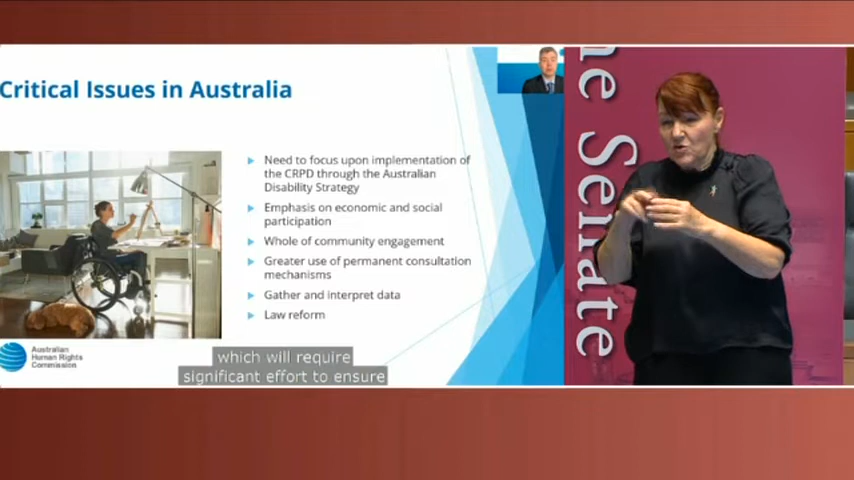 Critical Issues in Australia
Need to focus upon implementation of
the CRPD through the Australian
Disability Strategy
Emphasis on economic and social
participation
Whole of community engagement
Greater use of permanent consultation
mechanisms
Gather and interpret data
Law reform
Australian
Human Rights
Commission
which will require
significant effort to ensure
he Senate